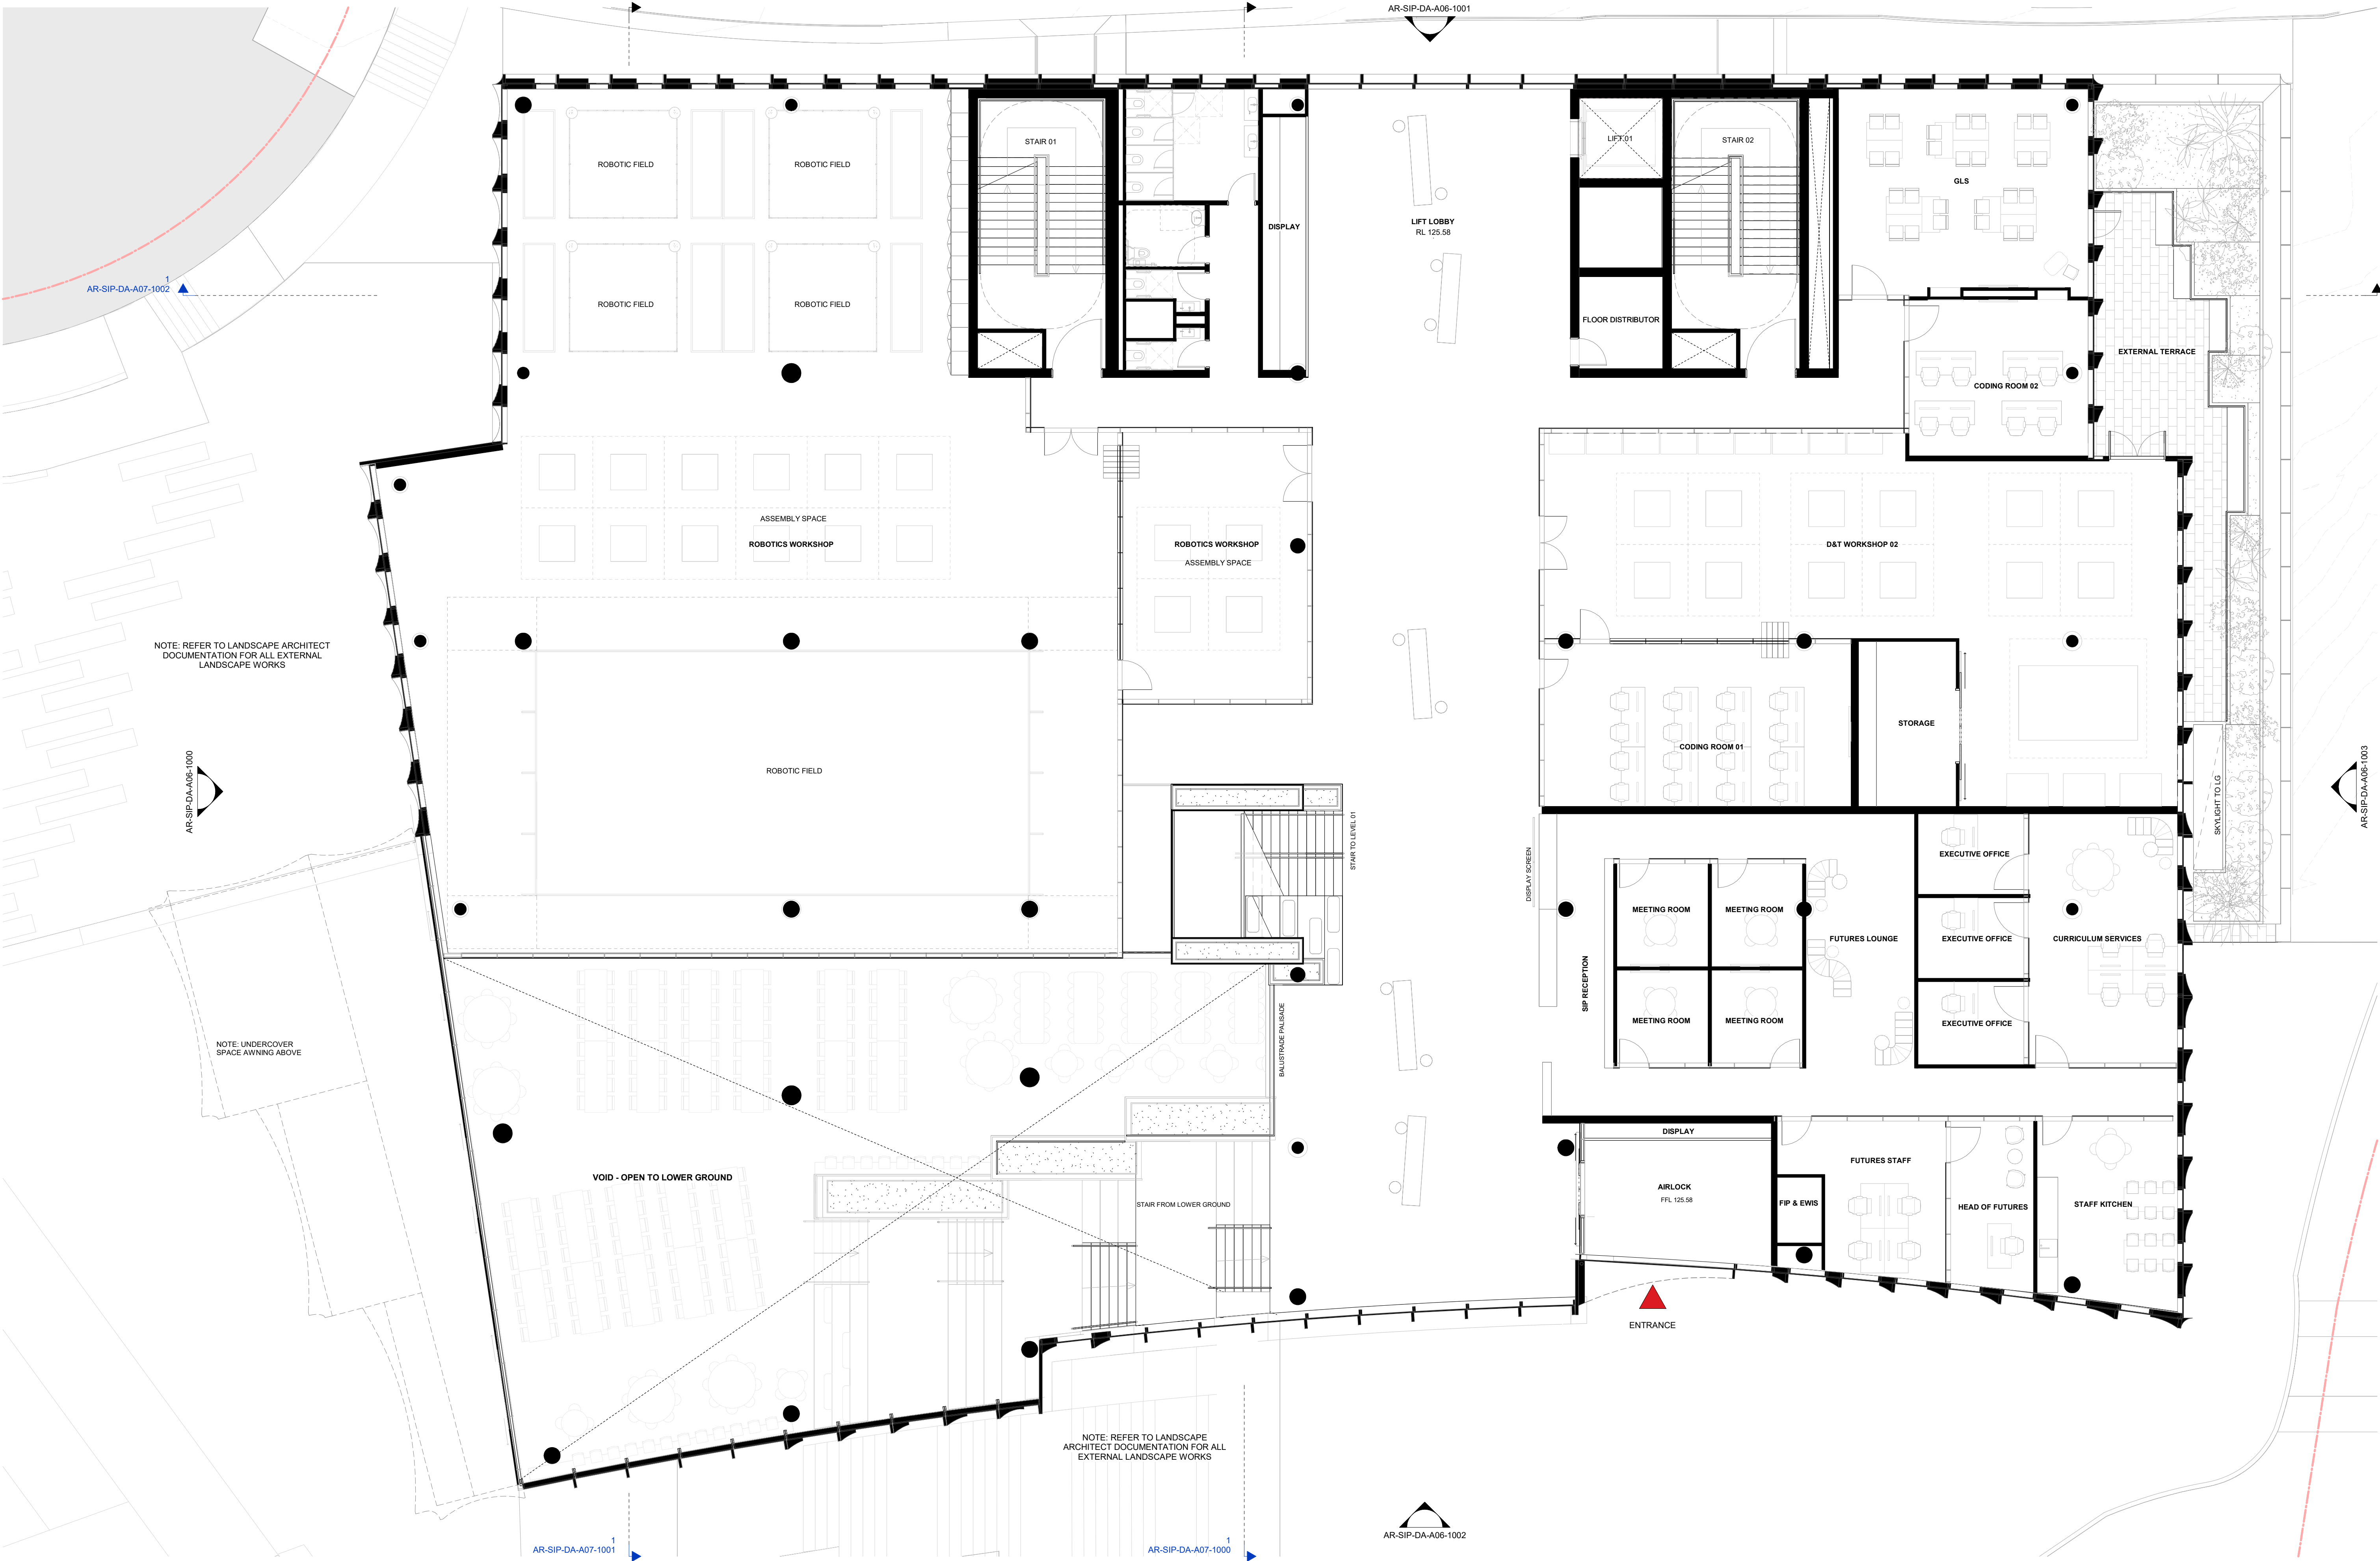 AR-SIP-DA-A06-1001
STAIR 01
LIFT 01
STAIR 02
ROBOTIC FIELD
ROBOTIC FIELD
GLS
LIFT LOBBY
RL 125.58
DISPLAY
1
AR-SIP-DA-A07-1002
ROBOTIC FIELD
ROBOTIC FIELD
FLOOR DISTRIBUTOR
EXTERNAL TERRACE
CODING ROOM 02
ASSEMBLY SPACE
ROBOTICS WORKSHOP
ROBOTICS WORKSHOP
ASSEMBLY SPACE
D&T WORKSHOP 02
NOTE: REFER TO LANDSCAPE ARCHITECT
DOCUMENTATION FOR ALL EXTERNAL
LANDSCAPE WORKS
STORAGE
CODING ROOM 01
ROBOTIC FIELD
AR-SIP-DA-A06-1000
AR-SIP-DA-A06-1003
SKYLIGHT TO LG
STAIR TO LEVEL 01
DISPLAY SCREEN
EXECUTIVE OFFICE
MEETING ROOM
MEETING ROOM
FUTURES LOUNGE
EXECUTIVE OFFICE
CURRICULUM SERVICES
SIP RECEPTION
MEETING ROOM
MEETING ROOM
EXECUTIVE OFFICE
BALUSTRADE PALISADE
NOTE: UNDERCOVER
SPACE AWNING ABOVE
DISPLAY
FUTURES STAFF
VOID - OPEN TO LOWER GROUND
AIRLOCK
FFL 125.58
STAIR FROM LOWER GROUND
FIP & EWIS
HEAD OF FUTURES
STAFF KITCHEN
ENTRANCE
NOTE: REFER TO LANDSCAPE
ARCHITECT DOCUMENTATION FOR ALL
EXTERNAL LANDSCAPE WORKS
AR-SIP-DA-A06-1002
1
AR-SIP-DA-A07-1001
1
AR-SIP-DA-A07-1000